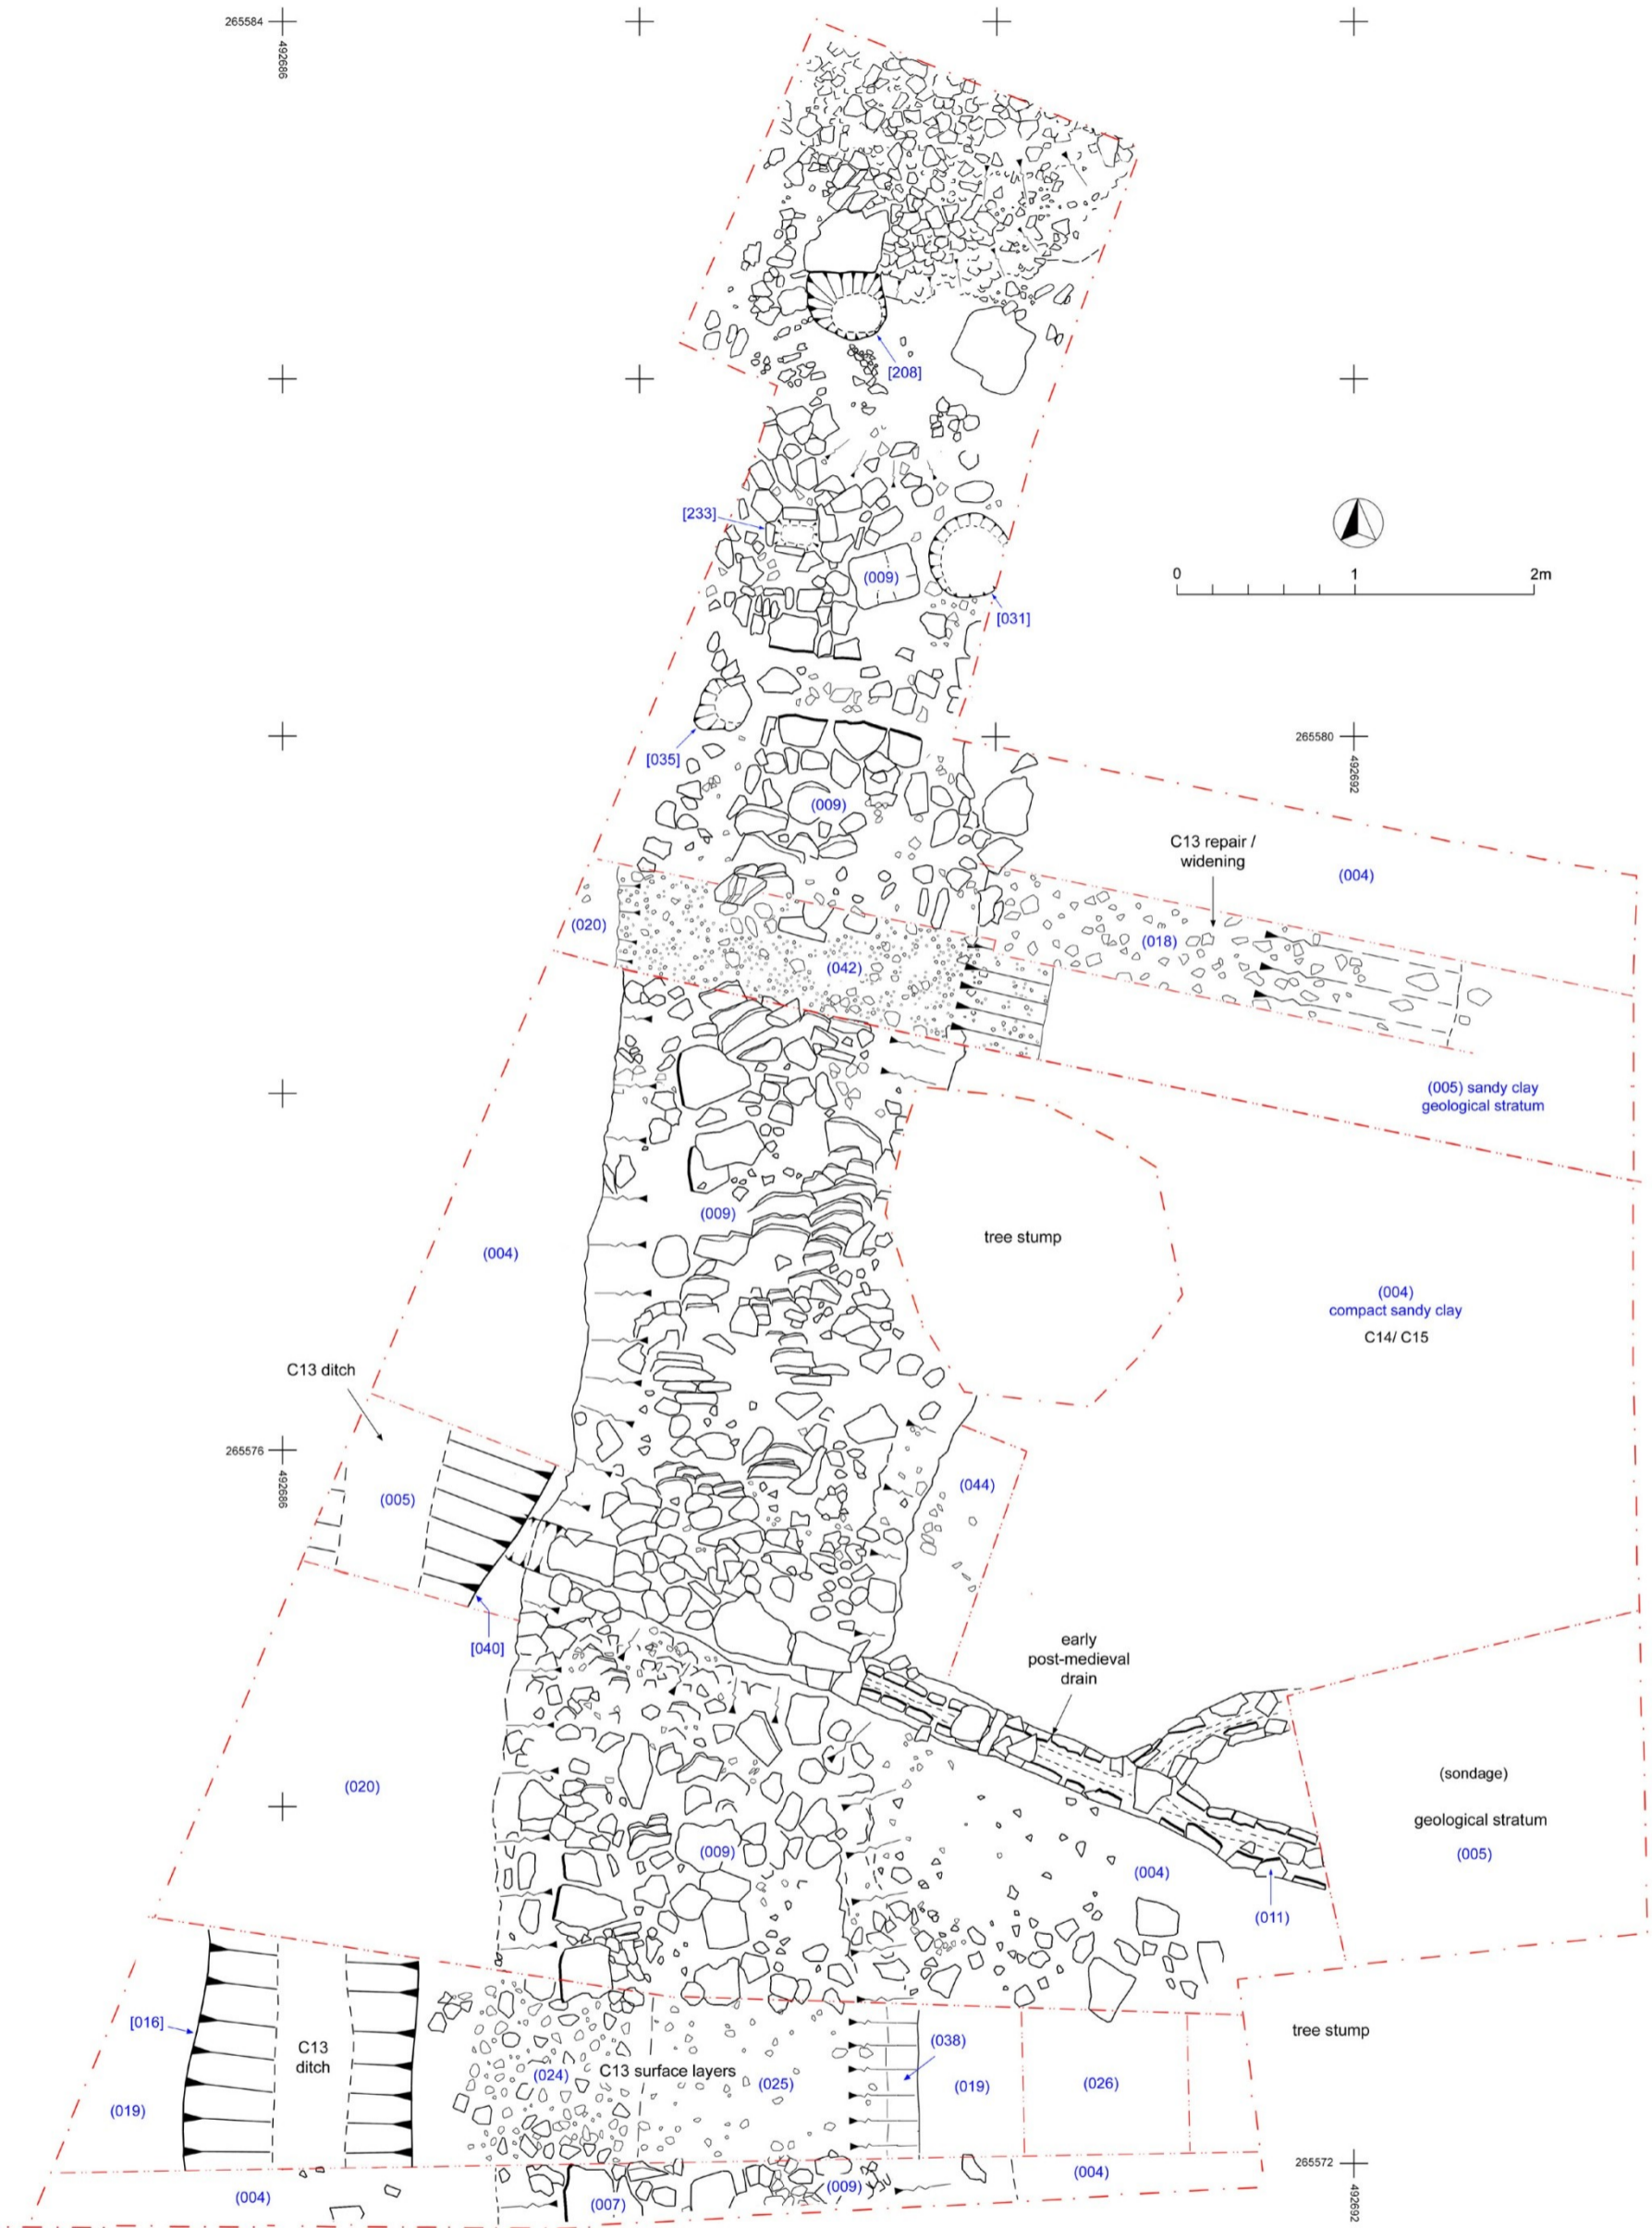 265584
492686
[208]
[233]
(009)
0 1 2m
[031]
[035]
265580
492692
(009)
C13 repair /
widening
(004)
(020)
(018)
(042)
(005) sandy clay
geological stratum
(009)
tree stump
(004)
(004)
compact sandy clay
C14/ C15
C13 ditch
265576
492686
(005)
(044)
[040]
early
post-medieval
drain
(sondage)
(020)
geological stratum
(009)
(005)
(004)
(011)
[016]
tree stump
C13
ditch
(038)
(024)
C13 surface layers
(025)
(019)
(026)
(019)
265572
492692
(004)
(009)
(004)
(007)